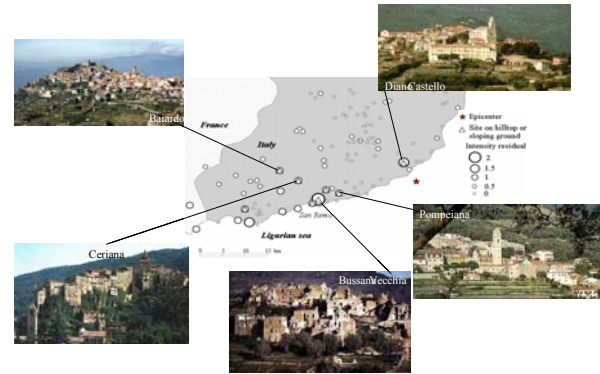 Diano Castello
Baiardo
France
Italy
Epicenter
Site on hilltop or
sloping ground
Intensity residual
2
1.5
1
0.5
0
San Remo
Pompeiana
Ligurian sea
Ceriana
0 5 10 15 km
Bussana Vecchia